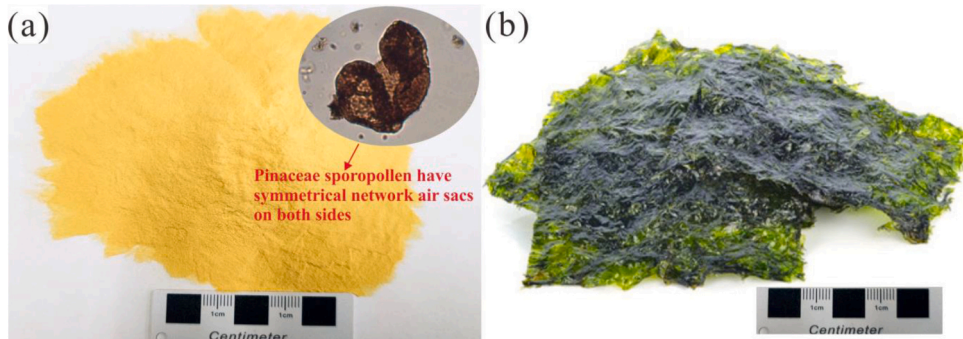 (a)
Pinaceae sporopollen have
symmetrical network air sacs
on both sides
1cm 1cm
Centimeter
(b)
1cm 1cm
Centimeter